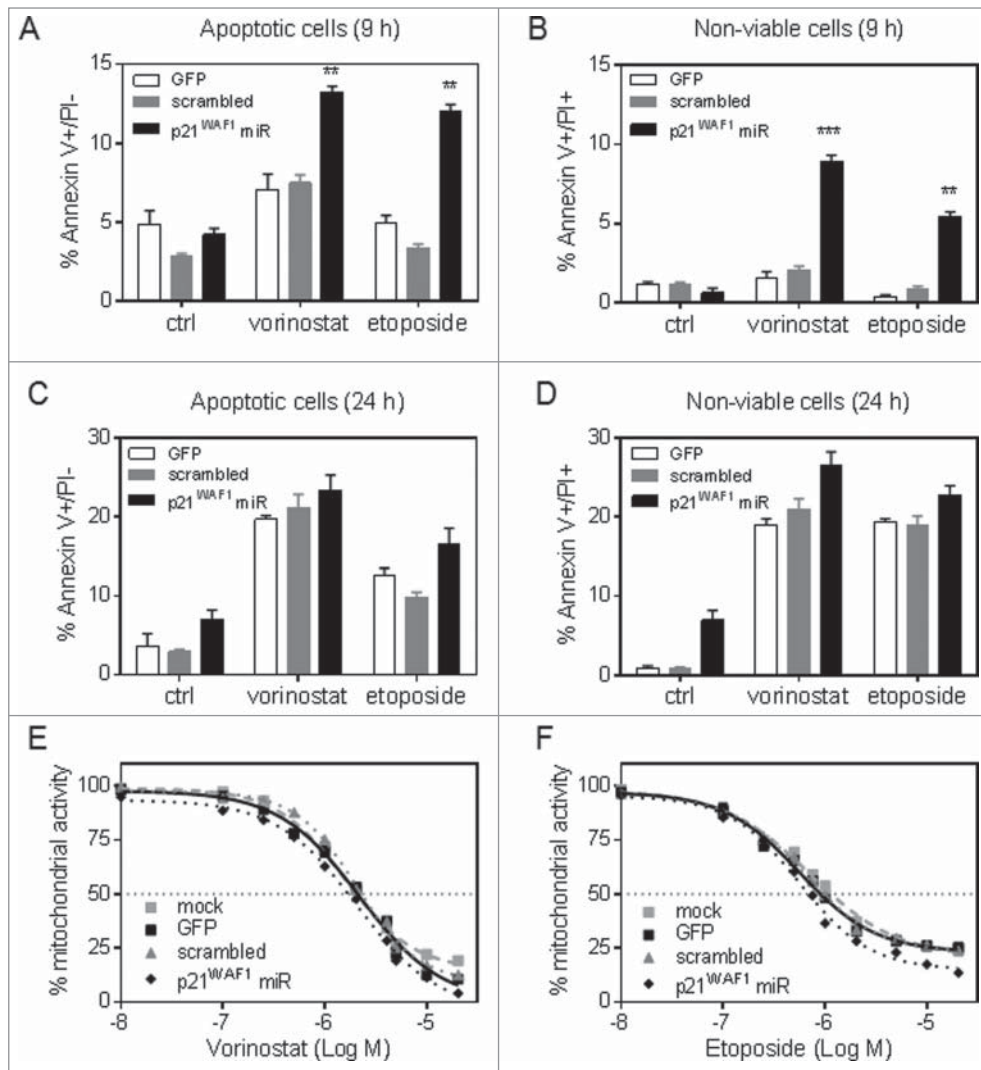 A
Apoptotic cells (9 h)
% Annexin V+/PI-
15
10
5
0
GFP
scrambled
p21WAF1 miR
**
**
ctrl
vorinostat
etoposide
B
Non-viable cells (9 h)
% Annexin V+/PI+
15
10
5
0
GFP
scrambled
p21WAF1 miR
***
**
ctrl
vorinostat
etoposide
C
Apoptotic cells (24 h)
% Annexin V+/PI-
30
20
10
0
GFP
scrambled
p21WAF1 miR
ctrl
vorinostat
etoposide
D
Non-viable cells (24 h)
% Annexin V+/PI+
30
20
10
0
GFP
scrambled
p21WAF1 miR
ctrl
vorinostat
etoposide
E
% mitochondrial activity
100
75
50
25
0
mock
GFP
scrambled
p21WAF1 miR
-8
-7
-6
-5
Vorinostat (Log M)
F
% mitochondrial activity
100
75
50
25
0
mock
GFP
scrambled
p21WAF1 miR
-8
-7
-6
-5
Etoposide (Log M)